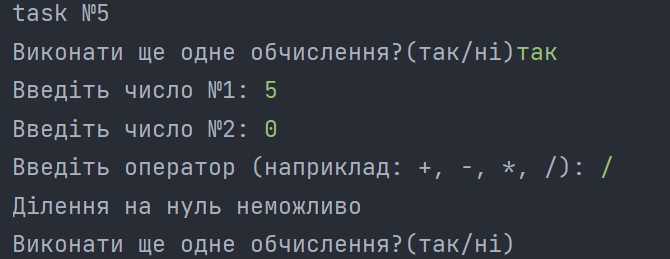 task №5
Виконати ще одне обчислення?(так/ні)так
Введіть число №1: 5
Введіть число №2: 0
Введіть оператор (наприклад: +, -, *, /): /
Ділення на нуль неможливо
Виконати ще одне обчислення?(так/ні)